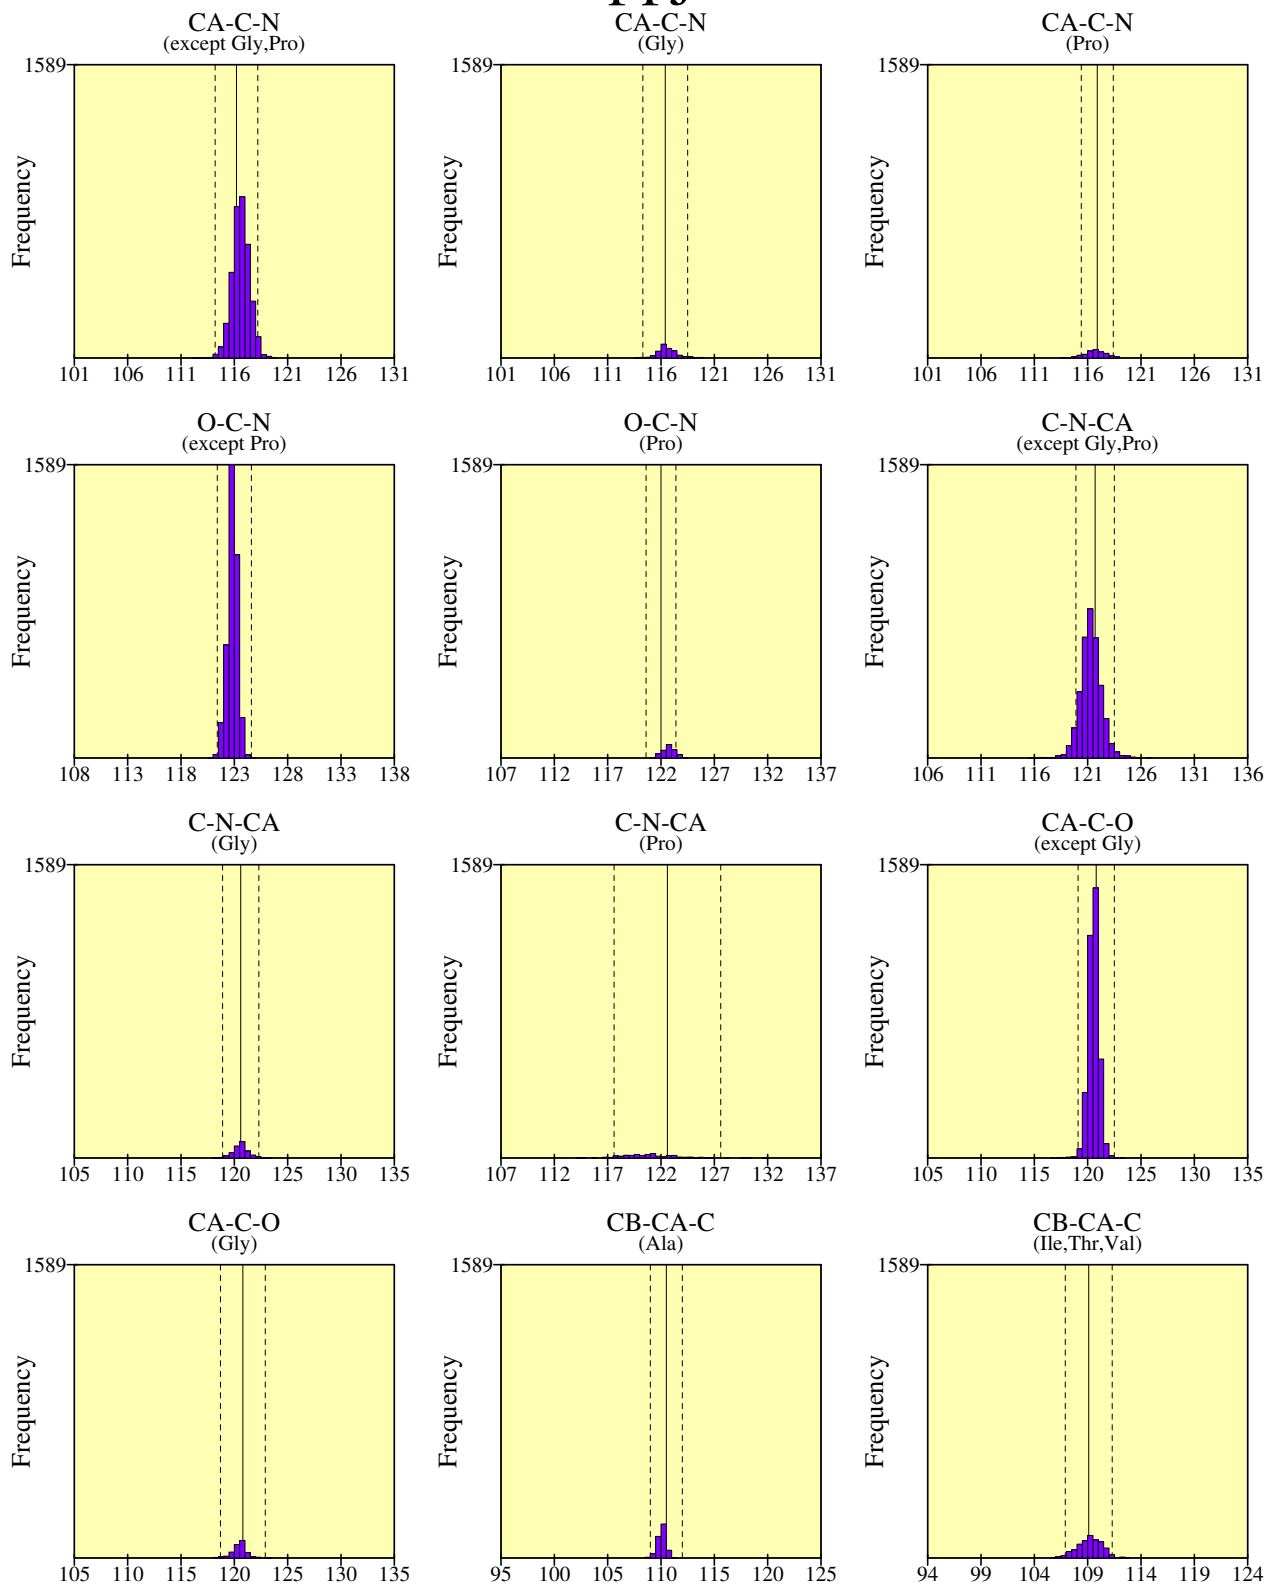 CA-C-N CA-C-N CA-C-N
(except Gly,Pro) (Gly) (Pro)
1589 1589 1589
Frequency Frequency Frequency
101 106 111 116 121 126 131 101 106 111 116 121 126 131 101 106 111 116 121 126 131
O-C-N O-C-N C-N-CA
(except Pro) (Pro) (except Gly,Pro)
1589 1589 1589
Frequency Frequency Frequency
108 113 118 123 128 133 138 107 112 117 122 127 132 137 106 111 116 121 126 131 136
C-N-CA C-N-CA CA-C-O
(Gly) (Pro) (except Gly)
1589 1589 1589
Frequency Frequency Frequency
105 110 115 120 125 130 135 107 112 117 122 127 132 137 105 110 115 120 125 130 135
CA-C-O CB-CA-C CB-CA-C
(Gly) (Ala) (Ile,Thr,Val)
1589 1589 1589
Frequency Frequency Frequency
105 110 115 120 125 130 135 95 100 105 110 115 120 125 94 99 104 109 114 119 124